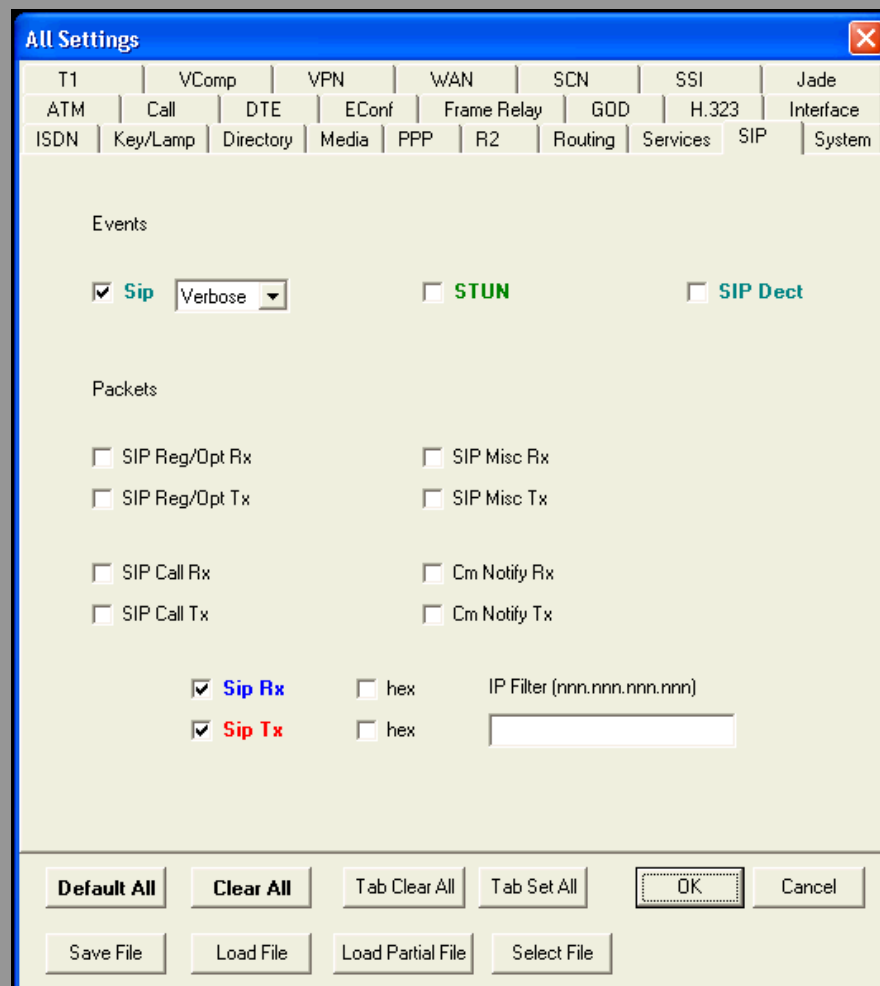 All Settings
T1 VComp VPN WAN SCN SSI Jade
ATM Call DTE EConf Frame Relay GOD H.323 Interface
ISDN Key/Lamp Directory Media PPP R2 Routing Services SIP System
Events
Sip Verbose STUN SIP Dect
Packets
SIP Reg/Opt Rx SIP Misc Rx
SIP Reg/Opt Tx SIP Misc Tx
SIP Call Rx Cm Notify Rx
SIP Call Tx Cm Notify Tx
Sip Rx hex IP Filter (nnn.nnn.nnn.nnn)
Sip Tx hex
Default All Clear All Tab Clear All Tab Set All OK Cancel
Save File Load File Load Partial File Select File